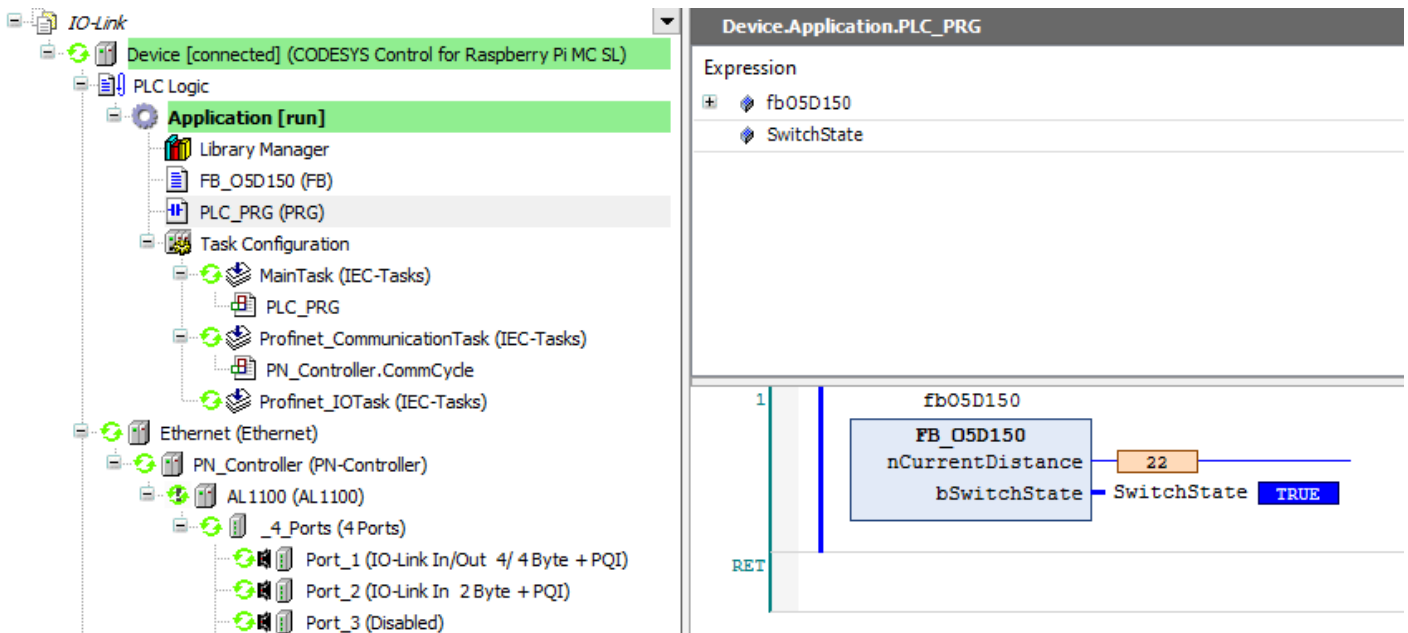 IO-Link
Device [connected] (CODESYS Control for Raspberry Pi MC SL)
PLC Logic
Application [run]
Library Manager
FB_O5D150 (FB)
PLC_PRG (PRG)
Task Configuration
MainTask (IEC-Tasks)
PLC_PRG
Profinet_CommunicationTask (IEC-Tasks)
PN_Controller.CommCycle
Profinet_IOTask (IEC-Tasks)
Ethernet (Ethernet)
PN_Controller (PN-Controller)
AL1100 (AL1100)
_4_Ports (4 Ports)
Port_1 (IO-Link In/Out 4/ 4 Byte + PQI)
Port_2 (IO-Link In 2 Byte + PQI)
Port_3 (Disabled)
Device.Application.PLC_PRG
Expression
fbO5D150
SwitchState
1
fbO5D150
FB_O5D150
nCurrentDistance 22
bSwitchState SwitchState TRUE
RET